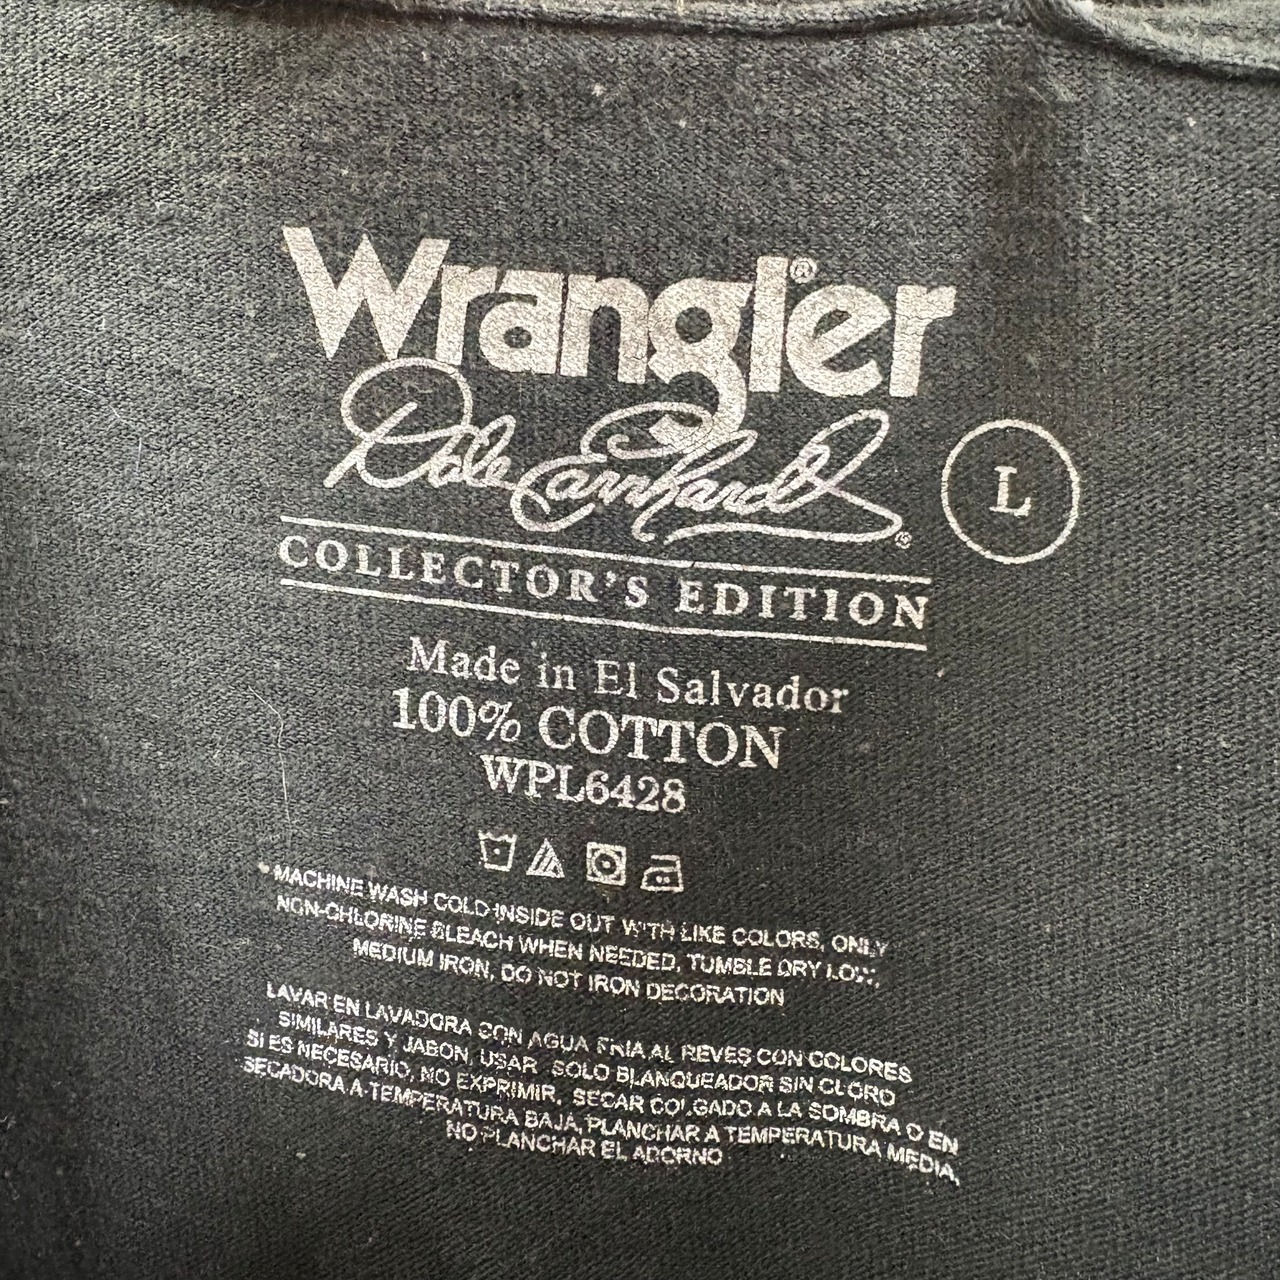 Wrangler®
Dale Earnhardt
L
COLLECTOR'S EDITION
Made in El Salvador
100% COTTON
WPL6428
MACHINE WASH COLD INSIDE OUT WITH LIKE COLORS, ONLY
NON-CHLORINE BLEACH WHEN NEEDED, TUMBLE DRY LOW,
MEDIUM IRON, DO NOT IRON DECORATION
LAVAR EN LAVADORA CON AGUA FRIA AL REVES CON COLORES
SIMILARES Y JABON, USAR SOLO BLANQUEADOR SIN CLORO
SI ES NECESARIO, NO EXPRIMIR, SECAR COLGADO A LA SOMBRA O EN
SECADORA A TEMPERATURA BAJA, PLANCHAR A TEMPERATURA MEDIA,
NO PLANCHAR EL ADORNO